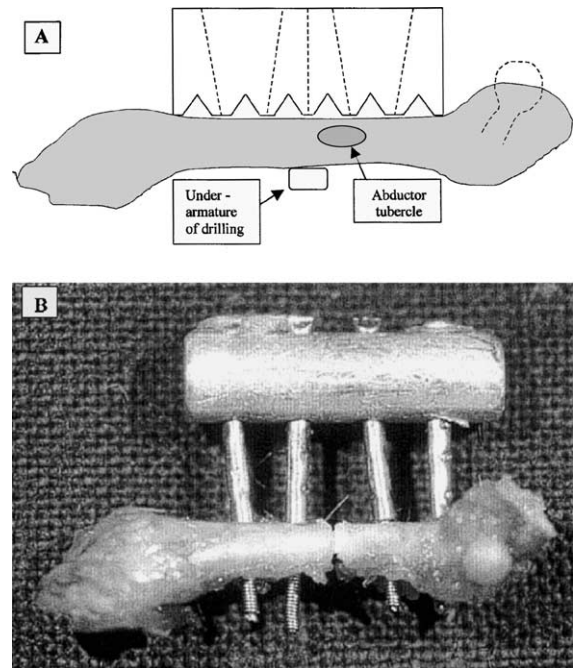 A
Under -
armature
of drilling
Abductor
tubercle
B